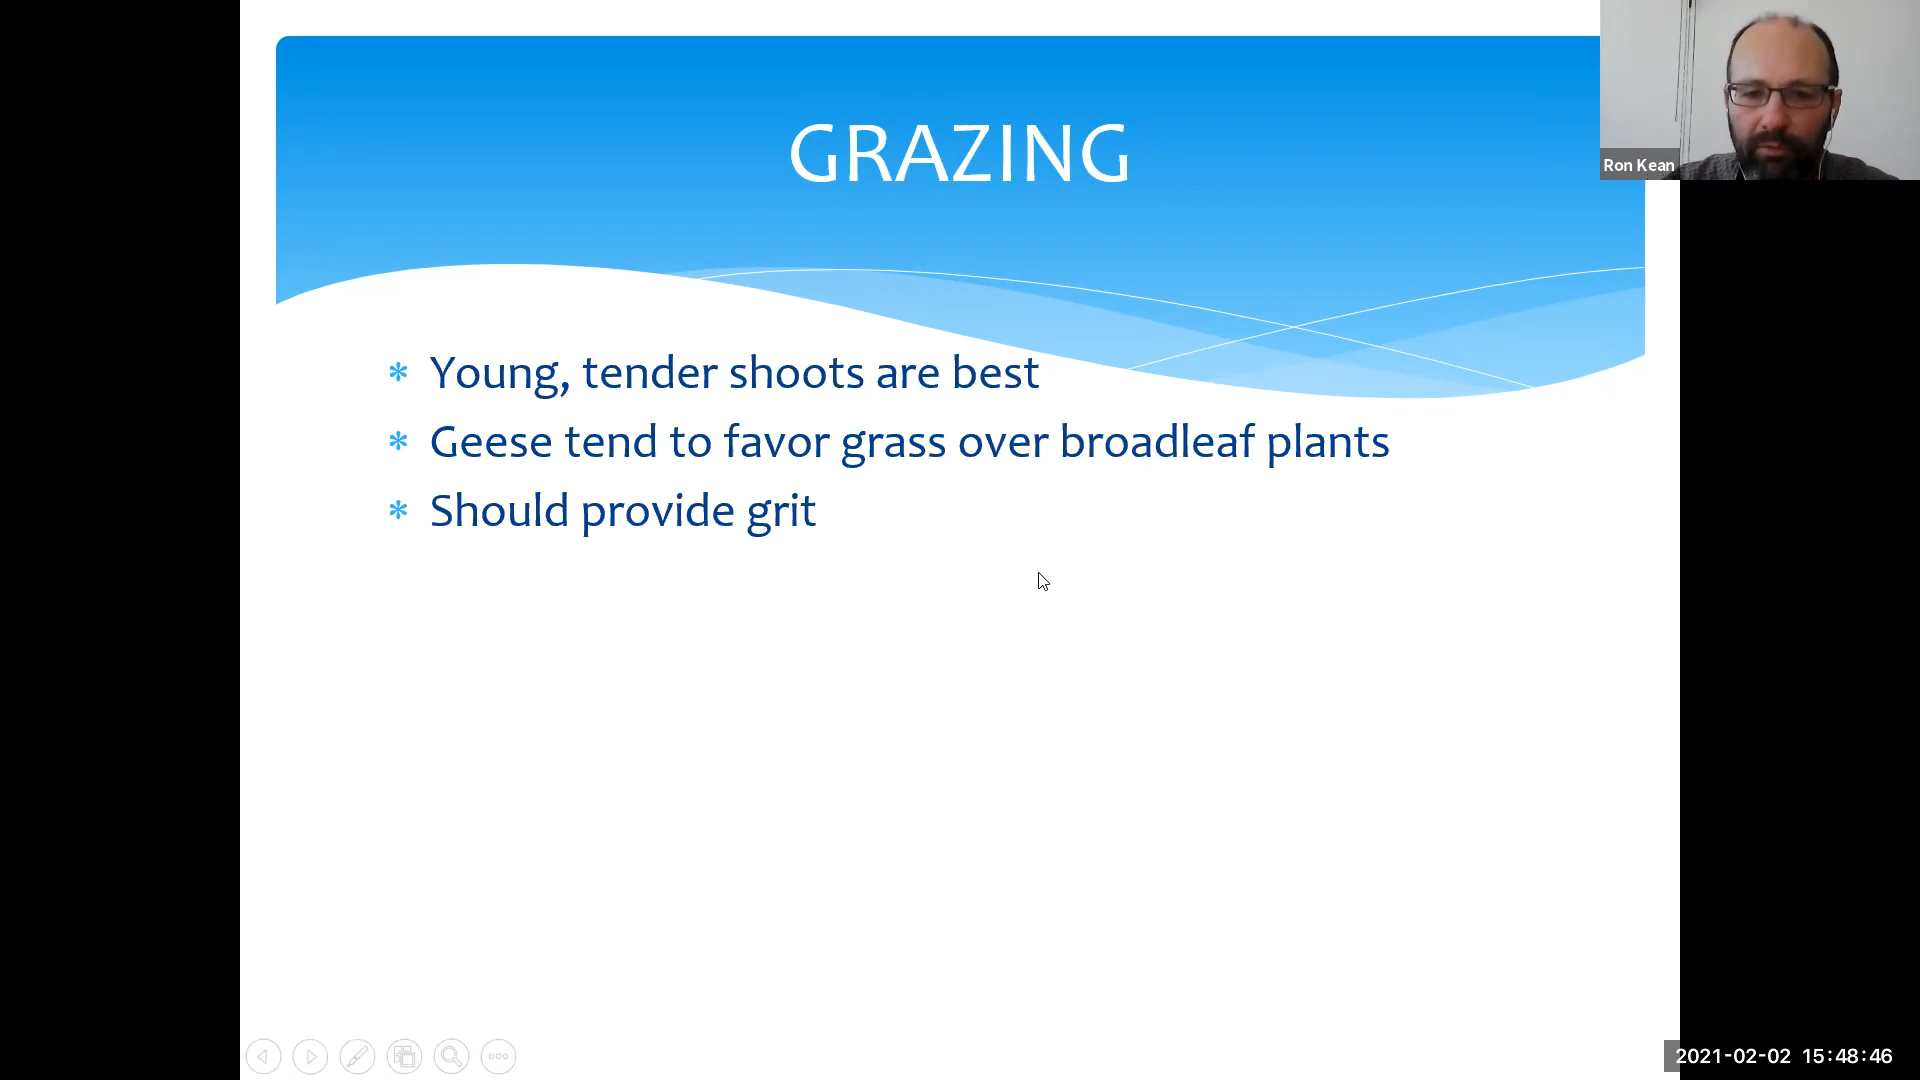 GRAZING
Ron Kean
* Young, tender shoots are best
* Geese tend to favor grass over broadleaf plants
* Should provide grit
2021-02-02 15:48:46